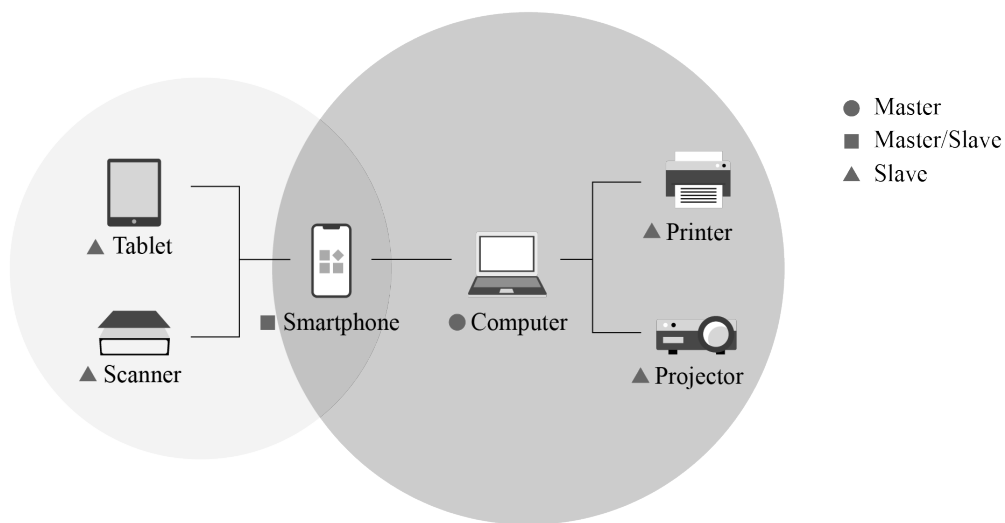 Master
Master/Slave
Slave
Tablet
Scanner
Smartphone
Computer
Printer
Projector